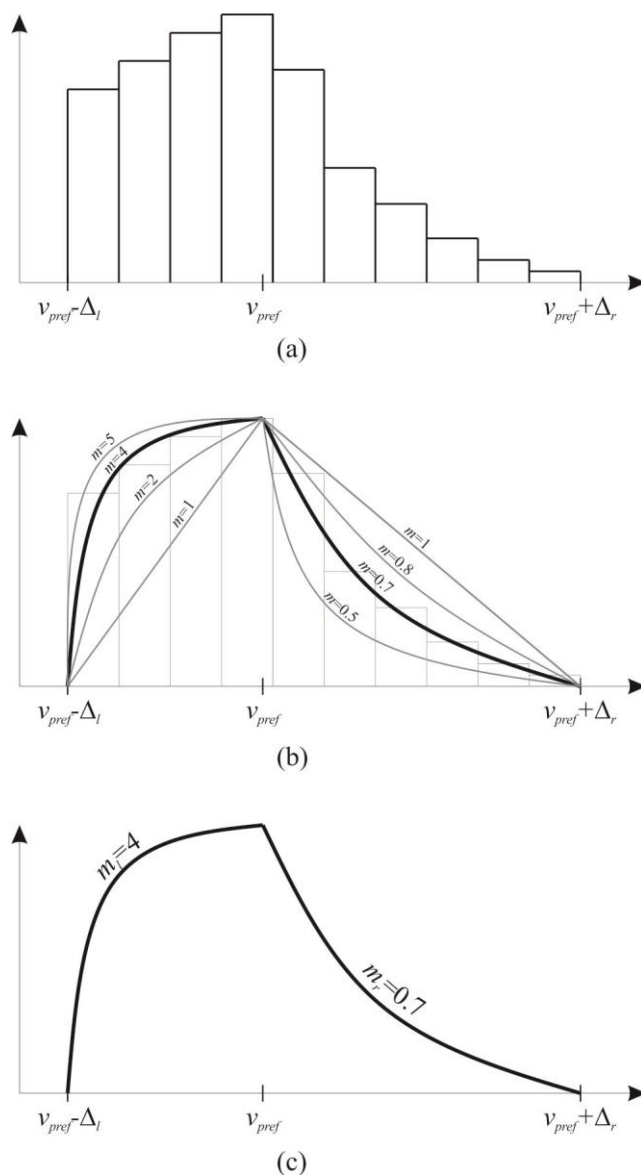 v_pref-Δ_l v_pref v_pref+Δ_r
(a)
m=5
m=4
m=2
m=1
m=1
m=0.8
m=0.7
m=0.5
v_pref-Δ_l v_pref v_pref+Δ_r
(b)
m_l=4
m_r=0.7
v_pref-Δ_l v_pref v_pref+Δ_r
(c)